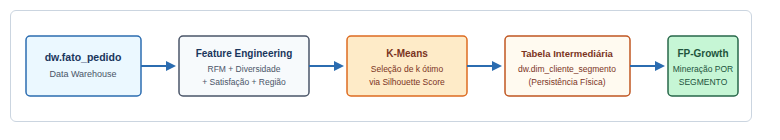 dw.fato_pedido
Data Warehouse
Feature Engineering
RFM + Diversidade
+ Satisfação + Região
K-Means
Seleção de k ótimo
via Silhouette Score
Tabela Intermediária
dw.dim_cliente_segmento
(Persistência Física)
FP-Growth
Mineração POR
SEGMENTO